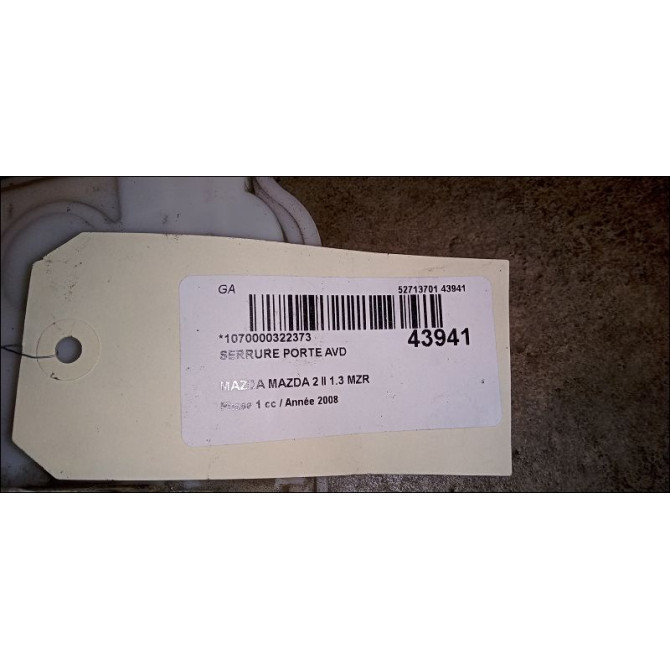 GA 52713701 43941
*1070000322373 43941
SERRURE PORTE AVD
MAZDA MAZDA 2 II 1.3 MZR
1 cc / Année 2008